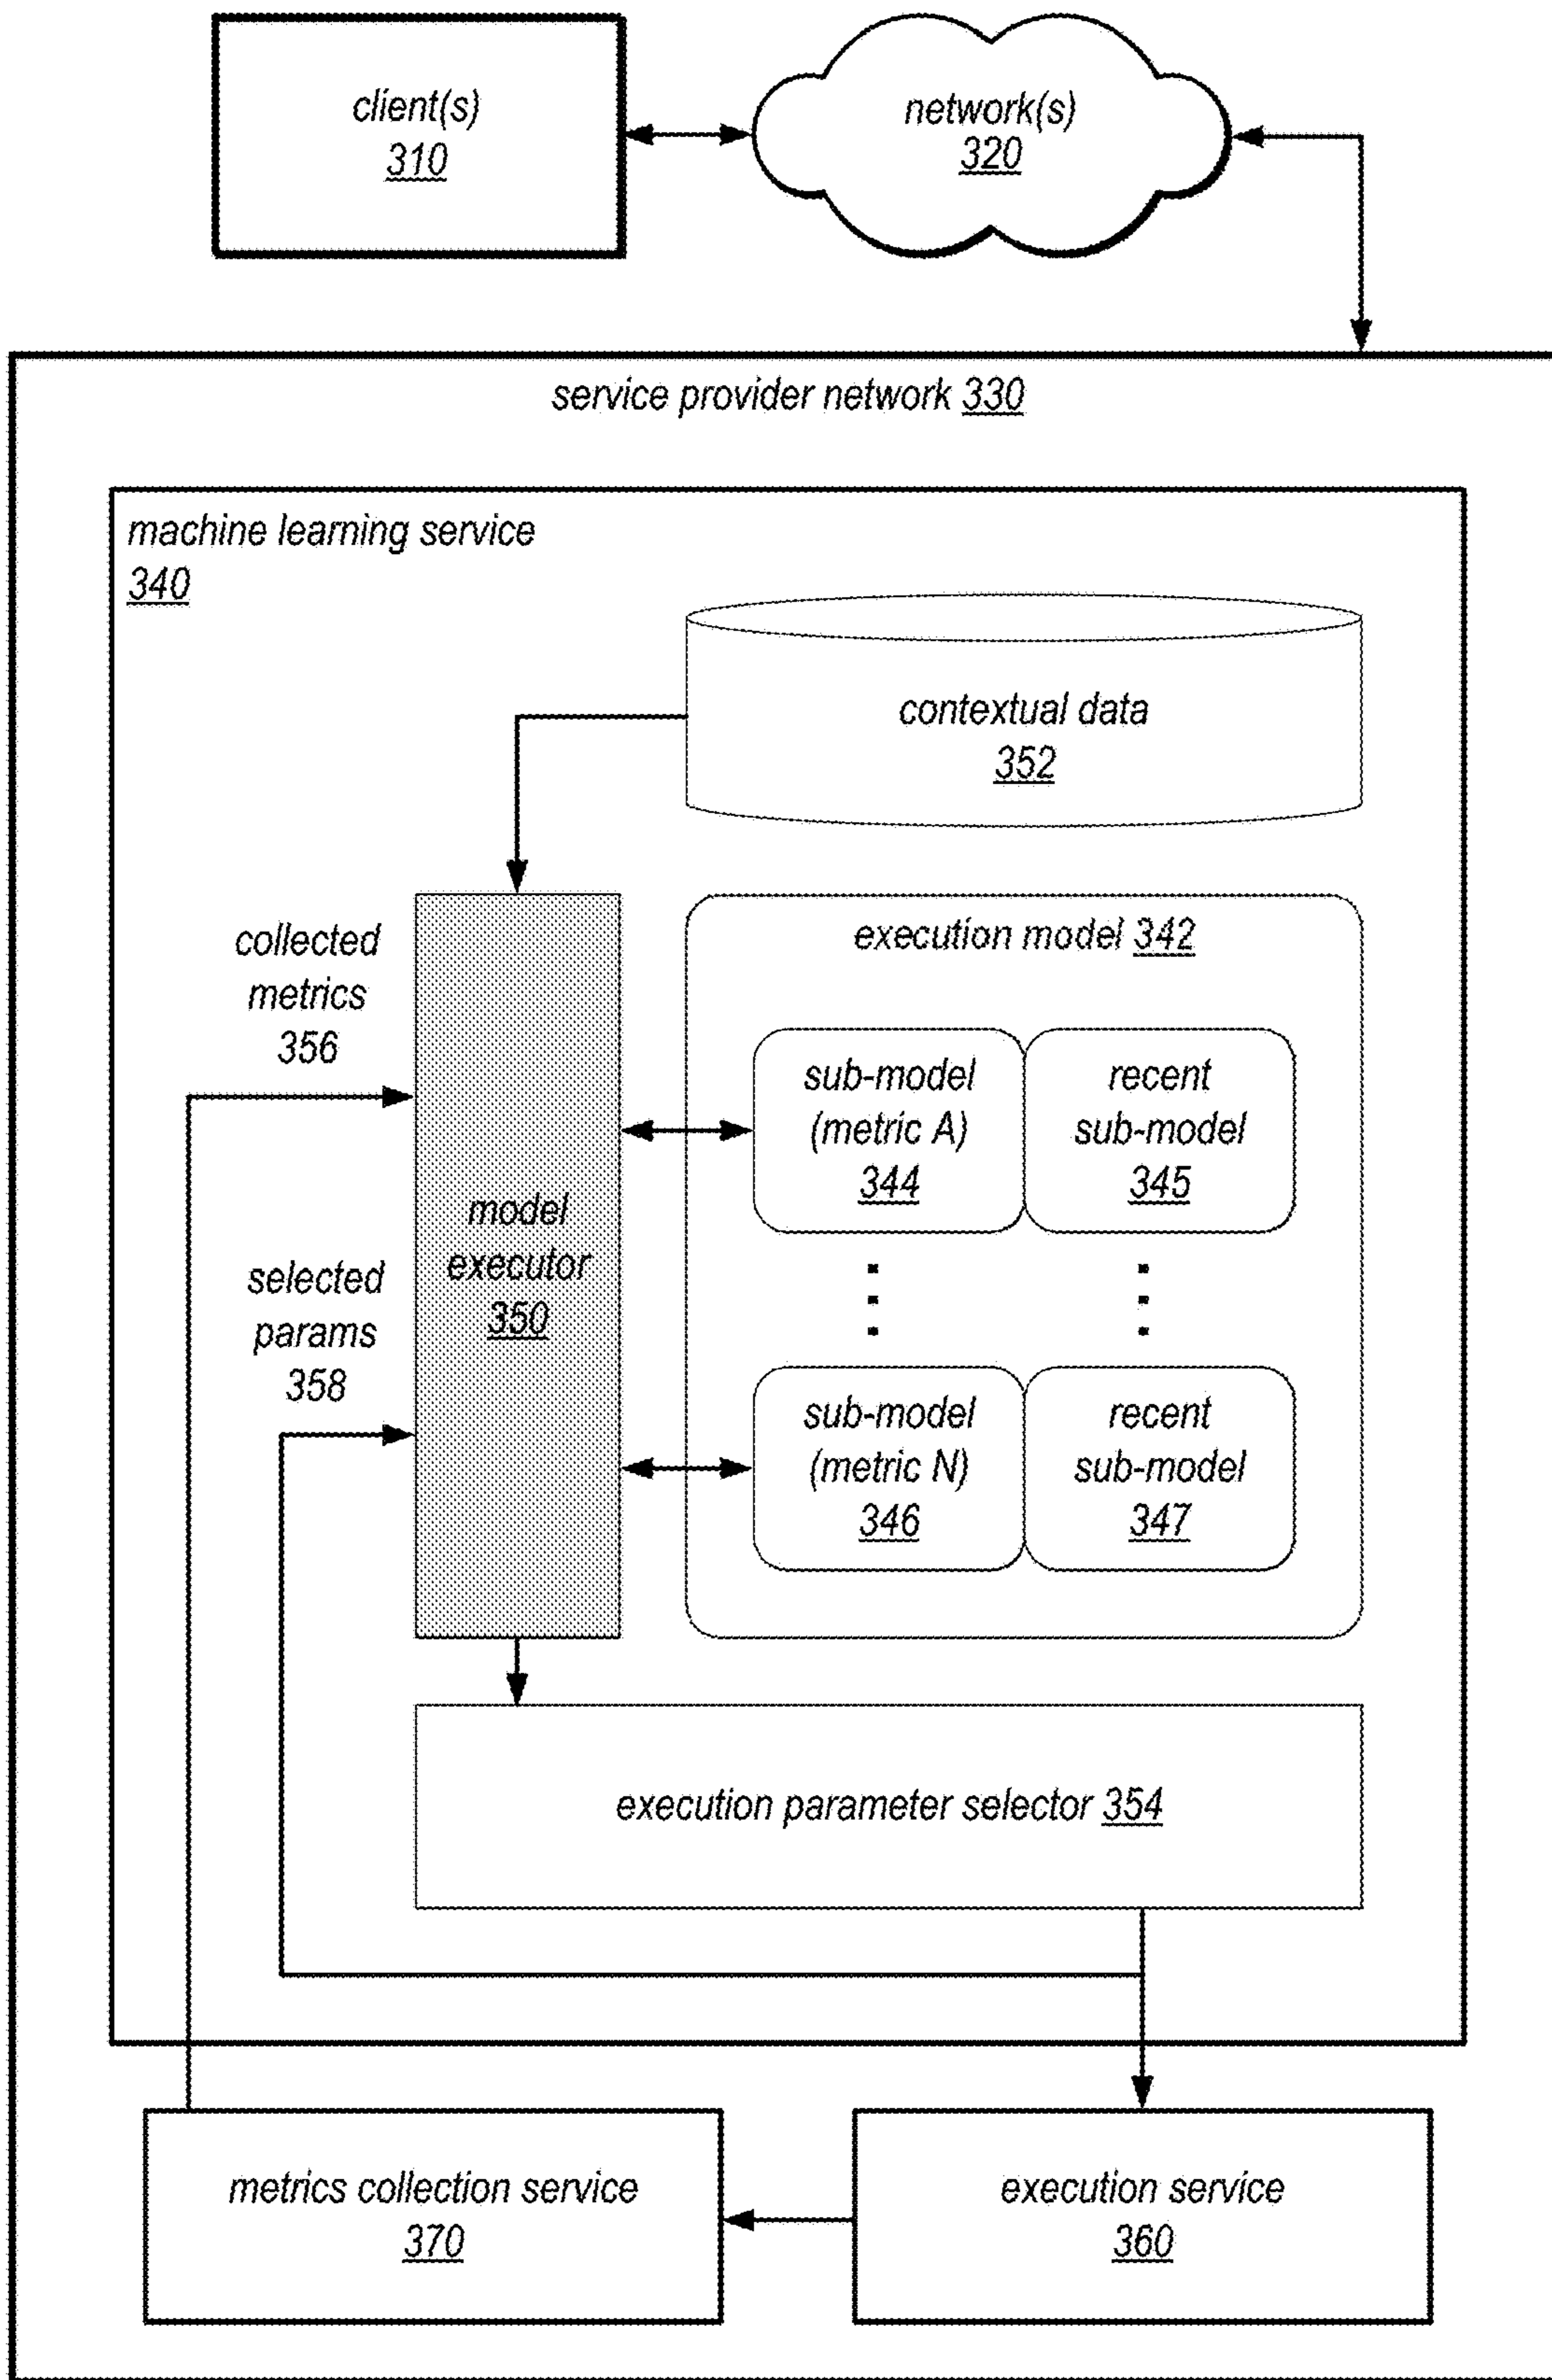 client(s)
310
network(s)
320
service provider network 330
machine learning service
340
contextual data
352
collected
metrics
356
execution model 342
sub-model
(metric A)
344
recent
sub-model
345
model
executor
350
selected
params
358
sub-model
(metric N)
346
recent
sub-model
347
execution parameter selector 354
metrics collection service
370
execution service
360